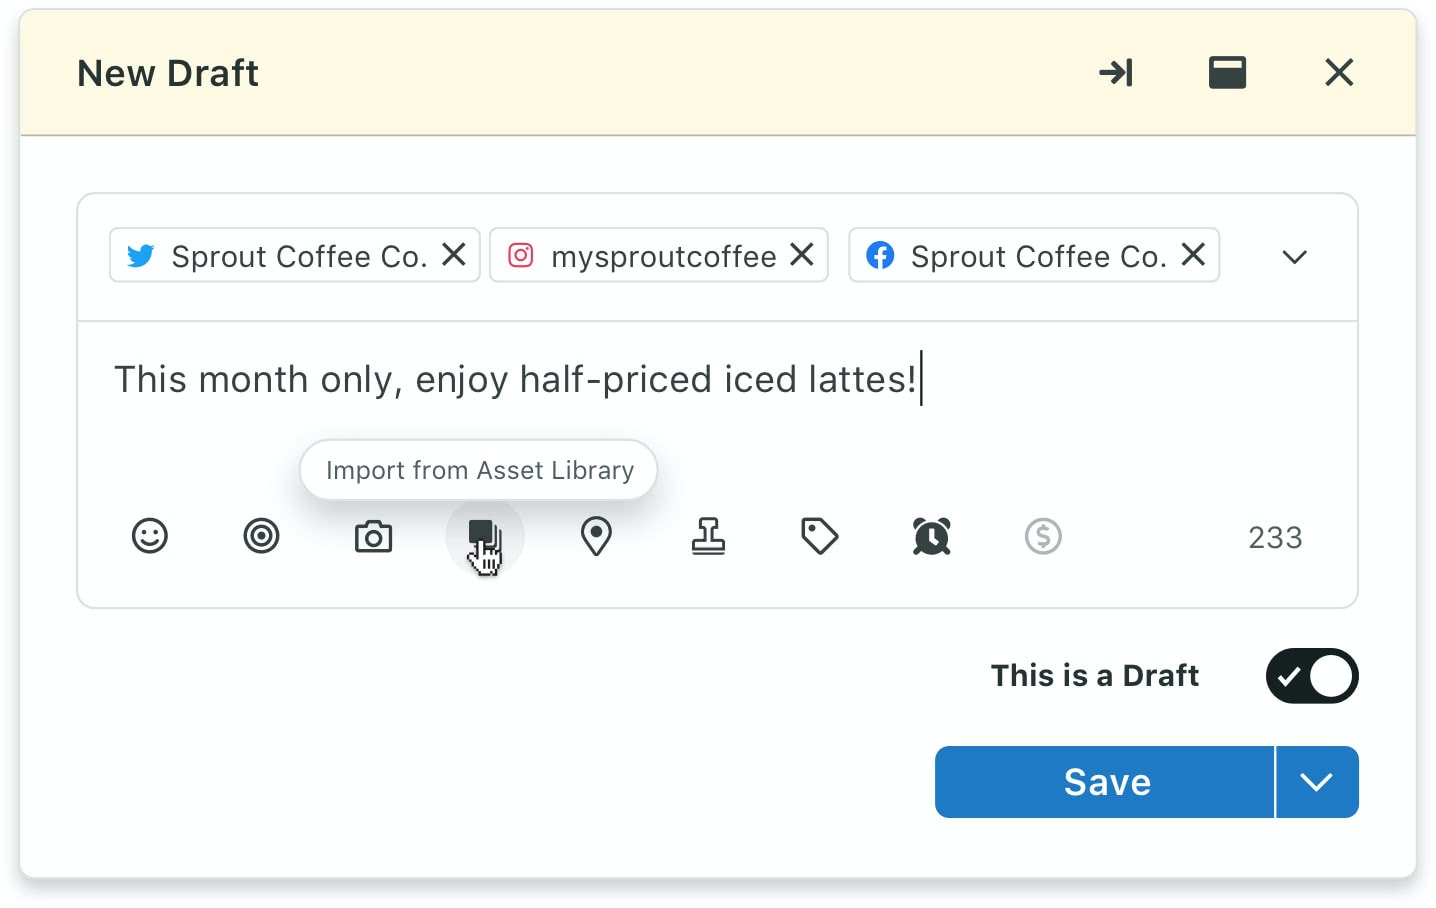 New Draft
Sprout Coffee Co. mysproutcoffee Sprout Coffee Co.
This month only, enjoy half-priced iced lattes!
Import from Asset Library
233
This is a Draft
Save